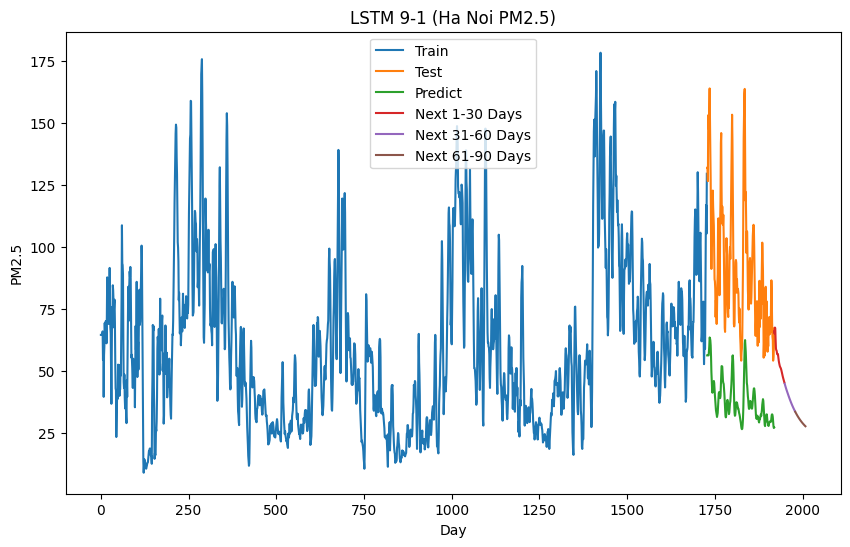 LSTM 9-1 (Ha Noi PM2.5)
Train
Test
Predict
Next 1-30 Days
Next 31-60 Days
Next 61-90 Days
175
150
125
100
75
50
25
PM2.5
0
250
500
750
1000
1250
1500
1750
2000
Day